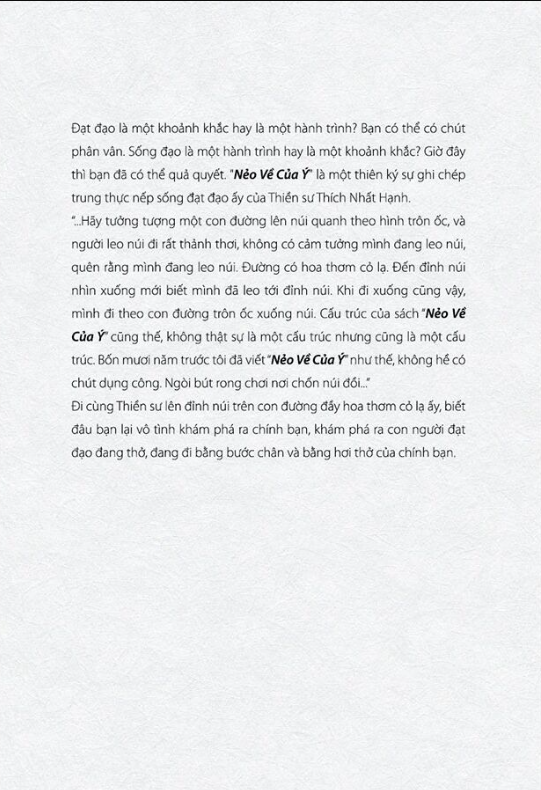 Đạt đạo là một khoảnh khắc hay là một hành trình? Bạn có thể có chút
phân vân. Sống đạo là một hành trình hay là một khoảnh khắc? Giờ đây
thì bạn đã có thể quả quyết. "Nẻo Về Của Ý" là một thiên ký sự ghi chép
trung thực nếp sống đạt đạo ấy của Thiền sư Thích Nhất Hạnh.
"...Hãy tưởng tượng một con đường lên núi quanh theo hình trôn ốc, và
người leo núi đi rất thảnh thơi, không có cảm tưởng mình đang leo núi,
quên rằng mình đang leo núi. Đường có hoa thơm cỏ lạ. Đến đỉnh núi
nhìn xuống mới biết mình đã leo tới đỉnh núi. Khi đi xuống cũng vậy,
mình đi theo con đường trôn ốc xuống núi. Cấu trúc của sách "Nẻo Về
Của Ý" cũng thế, không thật sự là một cấu trúc nhưng cũng là một cấu
trúc. Bốn mươi năm trước tôi đã viết "Nẻo Về Của Ý" như thế, không hề có
chút dụng công. Ngòi bút rong chơi nơi chốn núi đồi..."
Đi cùng Thiền sư lên đỉnh núi trên con đường đầy hoa thơm cỏ lạ ấy, biết
đâu bạn lại vô tình khám phá ra chính bạn, khám phá ra con người đạt
đạo đang thở, đang đi bằng bước chân và bằng hơi thở của chính bạn.